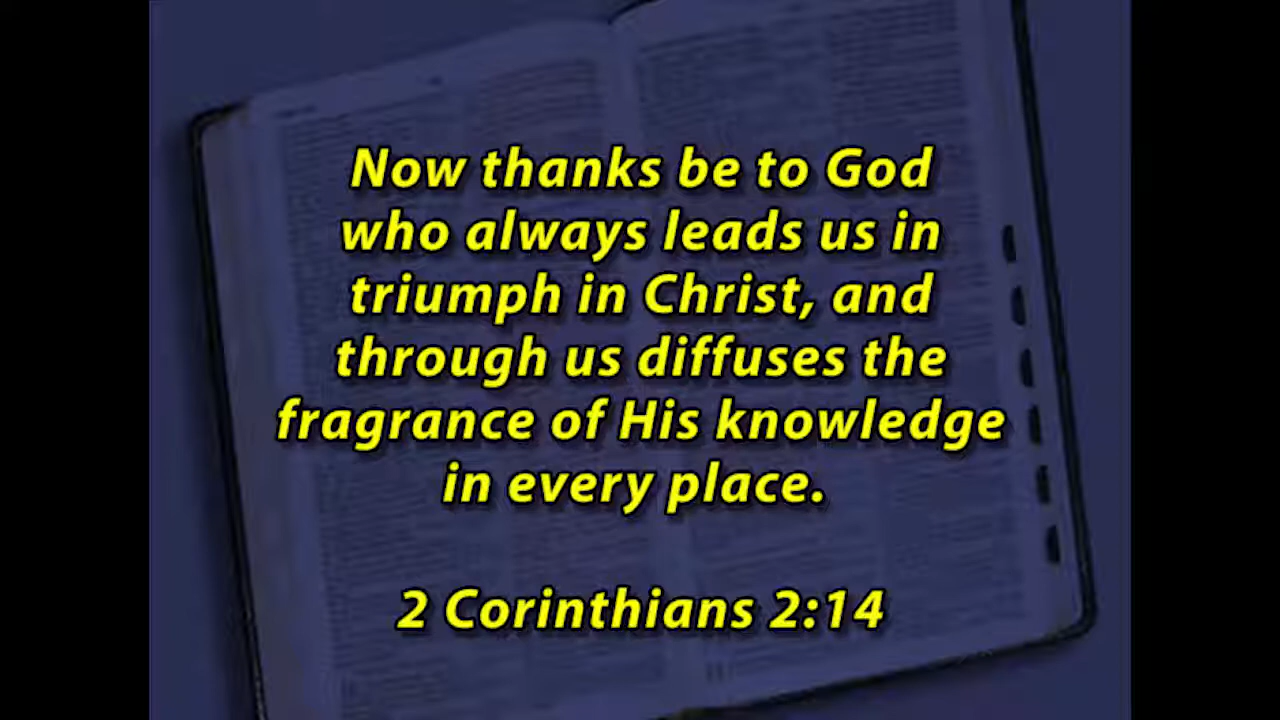 Now thanks be to God
who always leads us in
triumph in Christ, and
through us diffuses the
fragrance of His knowledge
in every place.
2 Corinthians 2:14